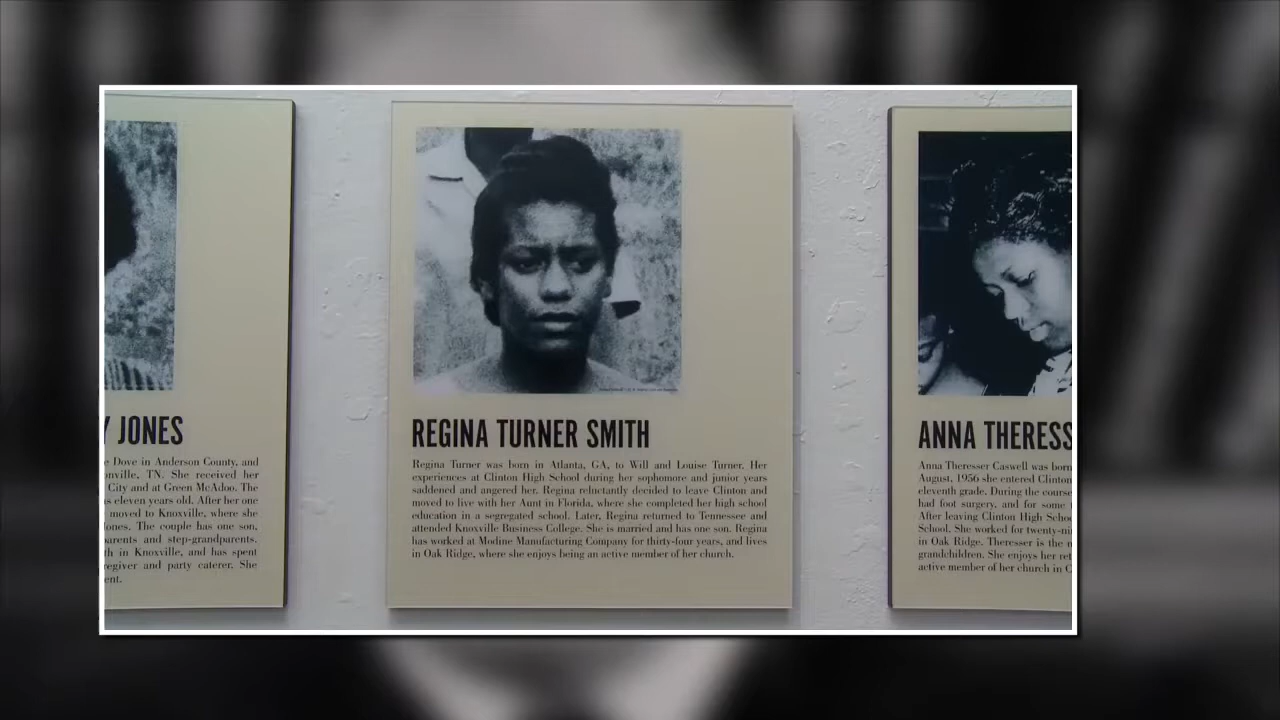 JONES
Dove in Anderson County, and
TN. She received her
City and at Green McAdoo. The
eleven years old. After her one
moved to Knoxville, where she
The couple has one son,
and step-grandparents.
in Knoxville, and has spent
and party caterer. She
REGINA TURNER SMITH
Regina Turner was born in Atlanta, GA, to Will and Louise Turner. Her
experiences at Clinton High School during her sophomore and junior years
saddened and angered her. Regina reluctantly decided to leave Clinton and
moved to live with her Aunt in Florida, where she completed her high school
education in a segregated school. Later, Regina returned to Tennessee and
attended Knoxville Business College. She is married and has one son. Regina
has worked at Modine Manufacturing Company for thirty-four years, and lives
in Oak Ridge, where she enjoys being an active member of her church.
ANNA THERESS
Anna Theresser Caswell was born
August, 1956 she entered Clinton
eleventh grade. During the course
had foot surgery, and for some
After leaving Clinton High Scho
School. She worked for twenty-ni
in Oak Ridge. Theresser is the
grandchildren. She enjoys her
active member of her church in